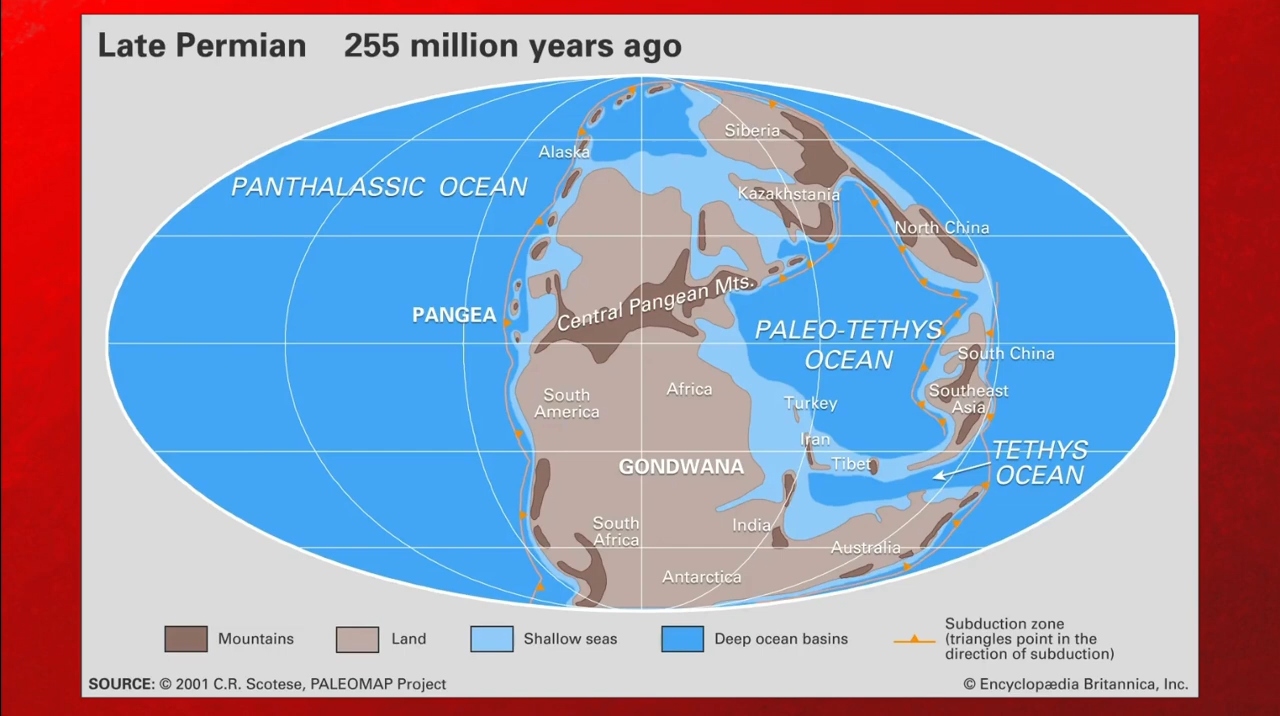 Late Permian 255 million years ago
Siberia
Alaska
PANTHALASSIC OCEAN
Kazakhstania
North China
Central Pangean Mts.
PANGEA
PALEO-TETHYS
OCEAN
South China
South
America
Africa
Southeast
Asia
Turkey
Iran
Tibet
TETHYS
OCEAN
GONDWANA
South
Africa
India
Australia
Antarctica
Mountains
Land
Shallow seas
Deep ocean basins
Subduction zone
(triangles point in the
direction of subduction)
SOURCE: © 2001 C.R. Scotese, PALEOMAP Project
© Encyclopædia Britannica, Inc.